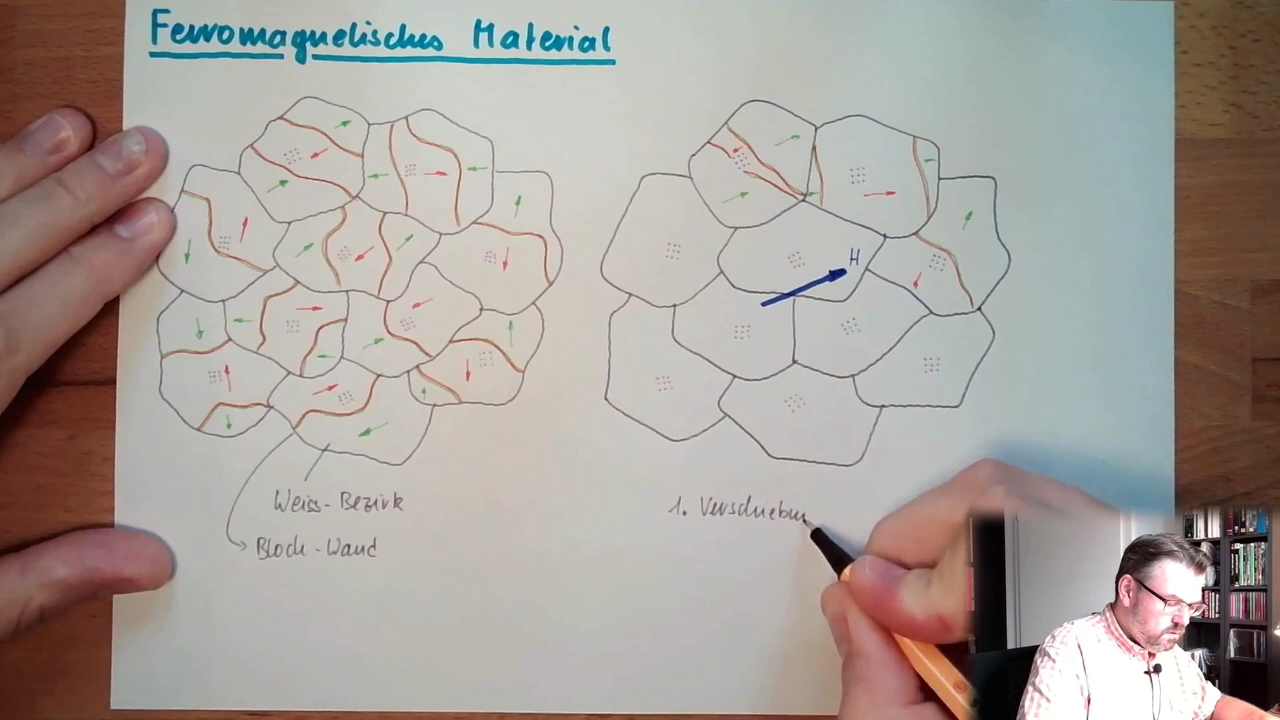 Ferromagnetisches Material
H
Weiss-Bezirk
Bloch-Wand
1. Verschiebun